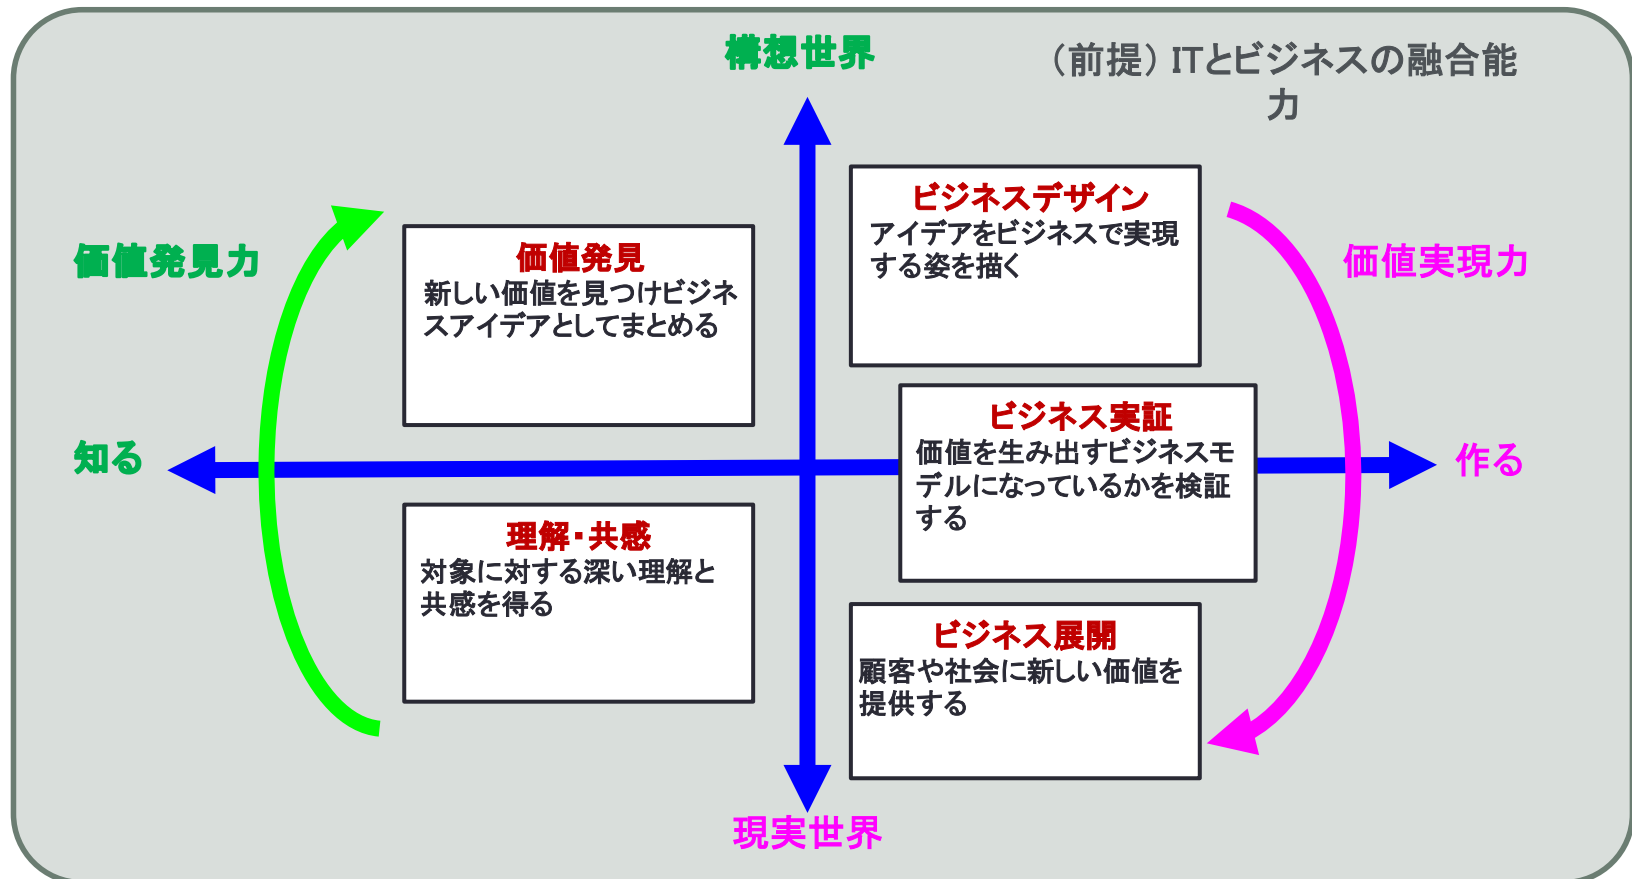 構想世界
(前提) ITとビジネスの融合能
力
価値発見力
価値発見
新しい価値を見つけビジネ
スアイデアとしてまとめる
ビジネスデザイン
アイデアをビジネスで実現
する姿を描く
価値実現力
知る
ビジネス実証
価値を生み出すビジネスモ
デルになっているかを検証
する
作る
理解・共感
対象に対する深い理解と
共感を得る
ビジネス展開
顧客や社会に新しい価値を
提供する
現実世界